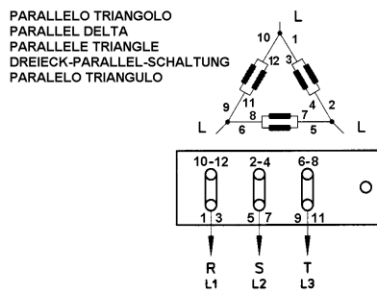 PARALLELO TRIANGOLO
PARALLEL DELTA
PARALLELE TRIANGLE
DREIECK-PARALLEL-SCHALTUNG
PARALELO TRIANGULO
L
10 1
12 3
11 4
9 2
8 7
L 6 5 L
10-12 2-4 6-8
1 3 5 7 9 11
R S T
L1 L2 L3